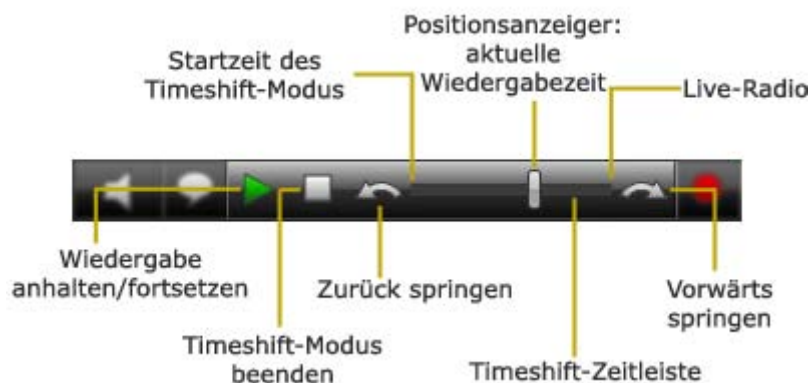 Positionsanzeiger:
aktuelle
Wiedergabezeit
Startzeit des
Timeshift-Modus
Live-Radio
Wiedergabe
anhalten/fortsetzen
Zurück springen
Vorwärts
springen
Timeshift-Modus
beenden
Timeshift-Zeitleiste